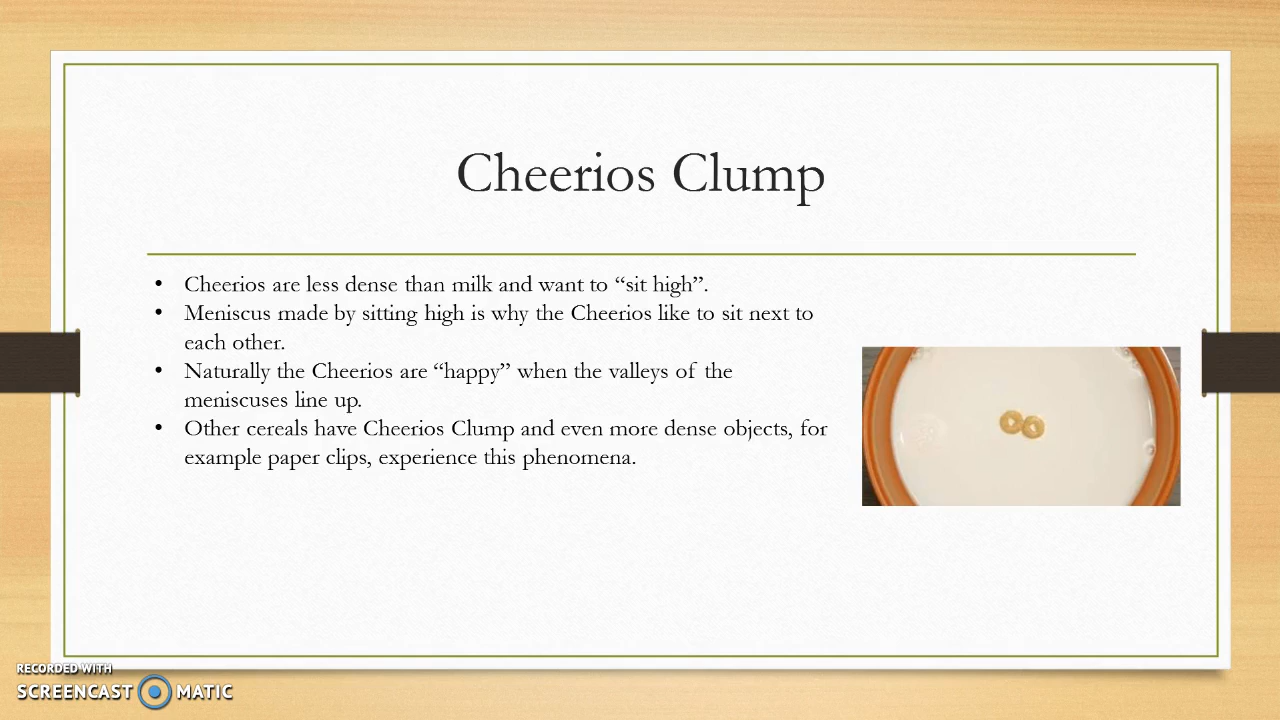 Cheerios Clump
• Cheerios are less dense than milk and want to “sit high”.
• Meniscus made by sitting high is why the Cheerios like to sit next to
each other.
• Naturally the Cheerios are “happy” when the valleys of the
meniscuses line up.
• Other cereals have Cheerios Clump and even more dense objects, for
example paper clips, experience this phenomena.
RECORDED WITH
SCREENCAST MATIC